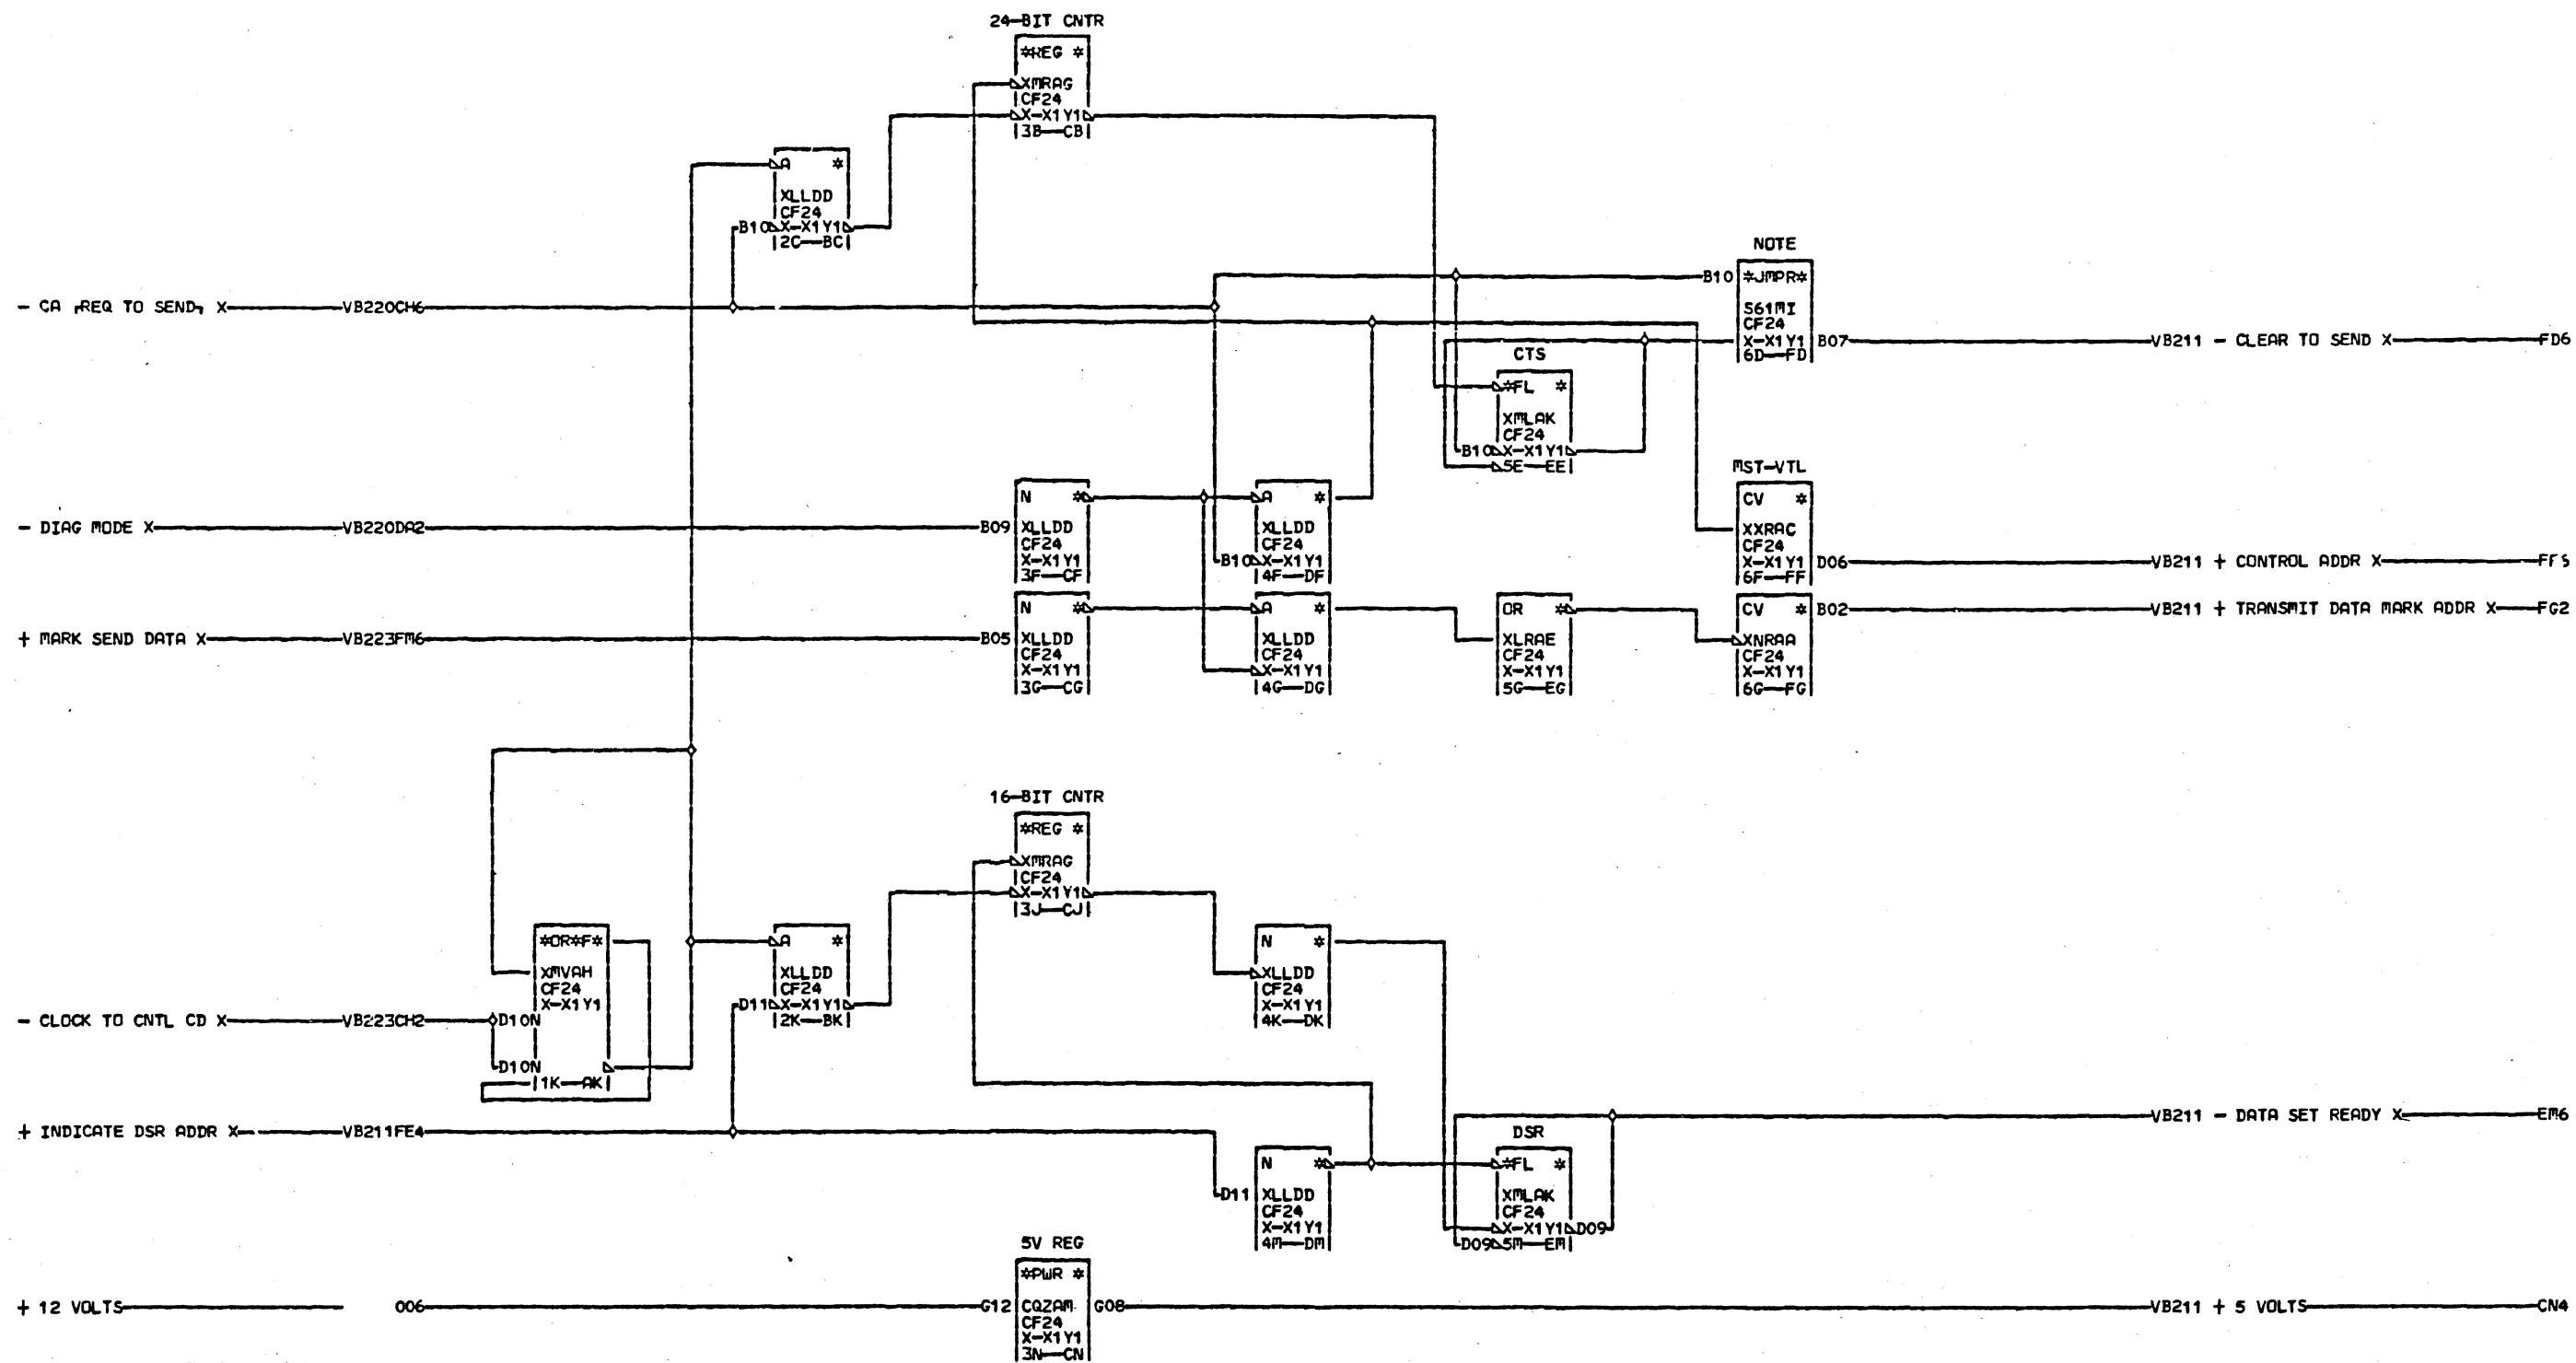 24-BIT CNTR
*REG *
XMRAG
CF24
X-X1Y1
3B-CB
A *
XLLDD
CF24
B10 X-X1Y1
2C-BC
NOTE
B10 *JMPR*
S61MI
CF24
X-X1Y1 B07
6D-FD
- CA REQ TO SEND X VB220CH6
VB211 - CLEAR TO SEND X FD6
CTS
*FL *
XMLAK
CF24
B10 X-X1Y1
5E-EE
MST-VTL
CV *
XXRAC
CF24
X-X1Y1 D06
6F-FF
- DIAG MODE X VB220DA2
B09
N *
XLLDD
CF24
X-X1Y1
3F-CF
A *
XLLDD
CF24
B10 X-X1Y1
4F-DF
VB211 + CONTROL ADDR X FF5
+ MARK SEND DATA X VB223FM6
B05
N *
XLLDD
CF24
X-X1Y1
3G-CG
A *
XLLDD
CF24
X-X1Y1
4G-DG
OR *
XLRAE
CF24
X-X1Y1
5G-EG
CV * B02
XNRAA
CF24
X-X1Y1
6G-FG
VB211 + TRANSMIT DATA MARK ADDR X FG2
16-BIT CNTR
*REG *
XMRAG
CF24
X-X1Y1
3J-CJ
*OR*F*
XMVAH
CF24
X-X1Y1
D10N
D10N
1K-AK
A *
XLLDD
CF24
D11 X-X1Y1
2K-BK
N *
XLLDD
CF24
X-X1Y1
4K-DK
- CLOCK TO CNTL CD X VB223CH2
+ INDICATE DSR ADDR X VB211FE4
VB211 - DATA SET READY X EM6
N *
D11 XLLDD
CF24
X-X1Y1
4M-DM
DSR
*FL *
XMLAK
CF24
X-X1Y1 D09
D09 5M-EM
5V REG
*PWR *
G12 CQZAM G08
CF24
X-X1Y1
3N-CN
+ 12 VOLTS 006
VB211 + 5 VOLTS CN4